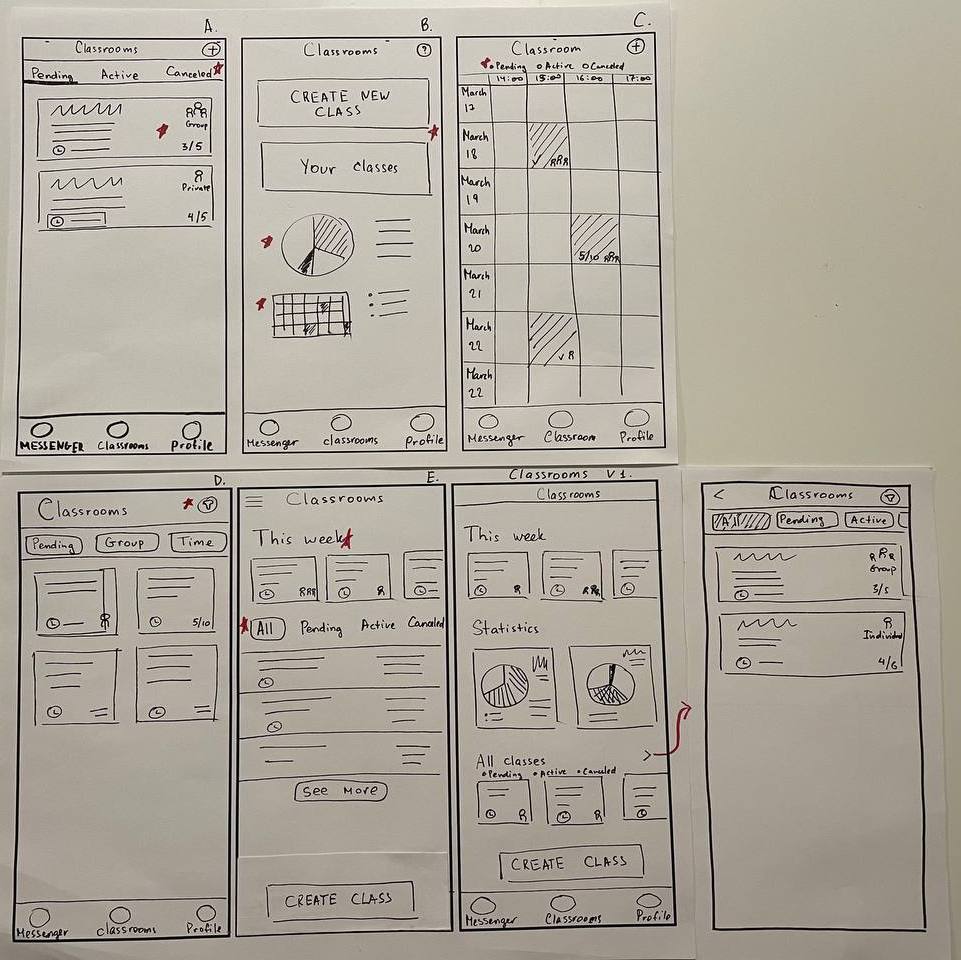 A.
Classrooms +
Pending Active Canceled
Group
3/5
Private
4/5
MESSENGER Classrooms Profile
B.
Classrooms ?
CREATE NEW
CLASS
Your classes
Messenger classrooms Profile
C.
Classroom +
Pending Active Canceled
14:00 15:00 16:00 17:00
March
17
March
18
March
19
March
20
5/10
March
21
March
22
March
22
Messenger Classroom Profile
D.
Classrooms
Pending Group Time
5/10
Messenger classrooms Profile
E.
Classrooms
This week
All Pending Active Canceled
See More
CREATE CLASS
Classrooms V1.
Classrooms
This week
Statistics
All classes >
Pending Active Canceled
CREATE CLASS
Messenger Classrooms Profile
< Classrooms
All Pending Active
Group
3/5
Individual
4/6